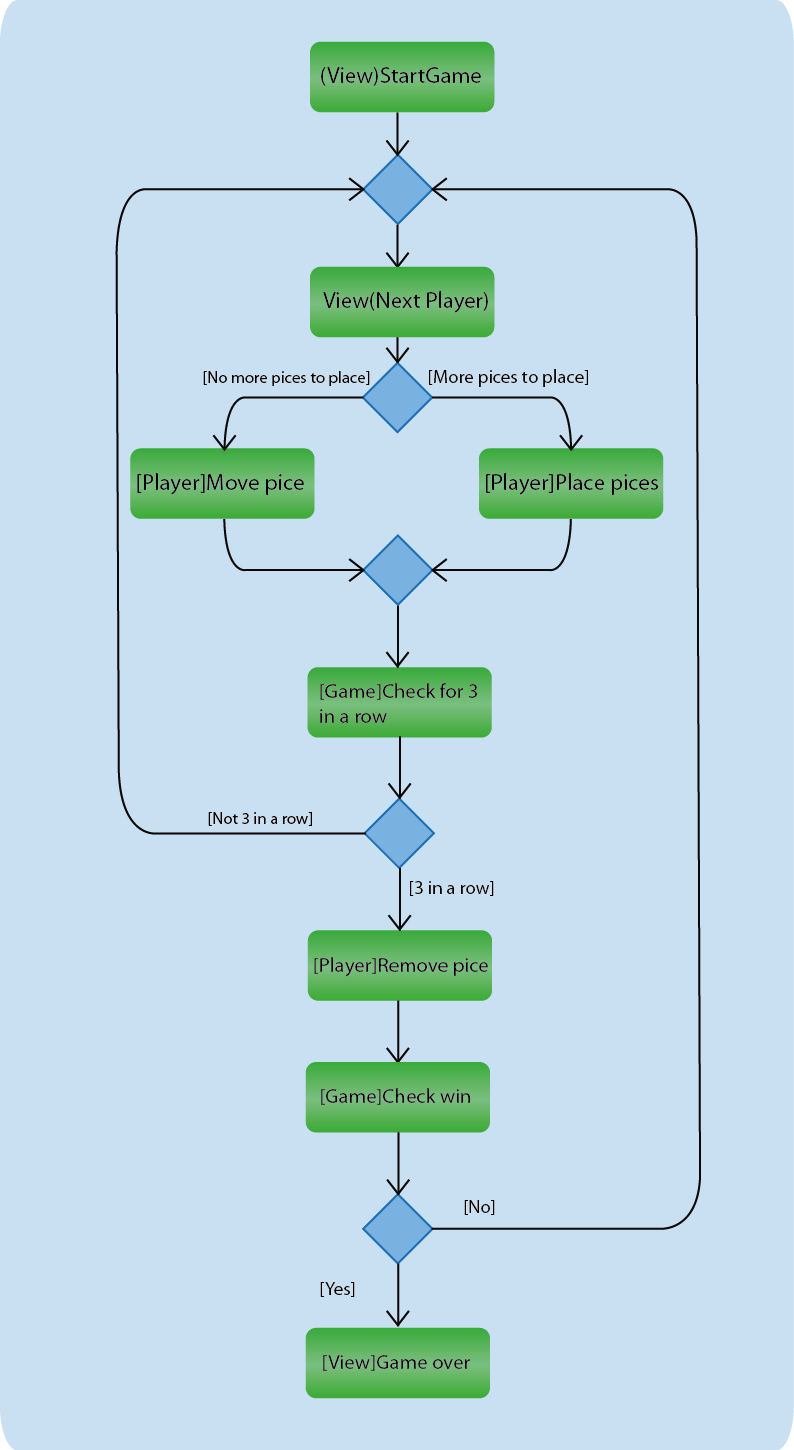 (View)StartGame
View(Next Player)
[No more pices to place]
[More pices to place]
[Player]Move pice
[Player]Place pices
[Game]Check for 3
in a row
[Not 3 in a row]
[3 in a row]
[Player]Remove pice
[Game]Check win
[No]
[Yes]
[View]Game over